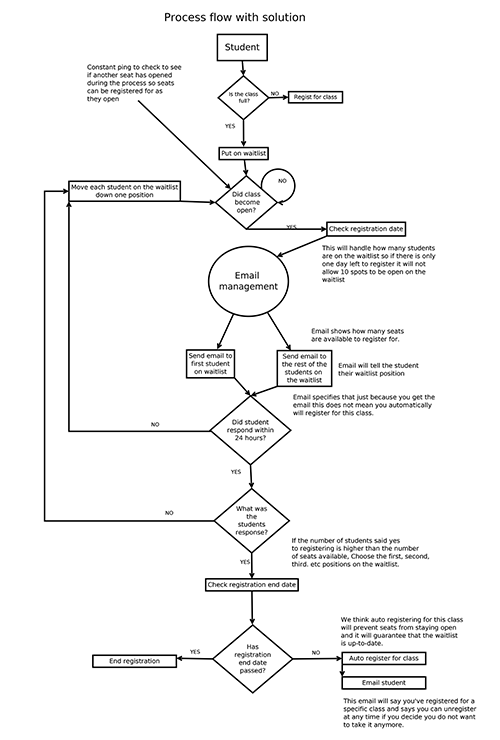 Process flow with solution
Student
Constant ping to check to see
if another seat has opened
during the process so seats
can be registered for as
they open
Is the class
full?
NO
Regist for class
YES
Put on waitlist
Move each student on the waitlist
down one position
NO
Did class
become
open?
YES
Check registration date
This will handle how many students
are on the waitlist so if there is only
one day left to register it will not
allow 10 spots to be open on the
waitlist
Email
management
Email shows how many seats
are available to register for.
Send email to
first student
on waitlist
Send email to
the rest of the
students on
the waitlist
Email will tell the student
their waitlist position
Email specifies that just because you get the
email this does not mean you automatically
will register for this class.
NO
Did student
respond within
24 hours?
YES
NO
What was
the
students
response?
If the number of students said yes
to registering is higher than the number
of seats available, Choose the first, second,
third. etc positions on the waitlist.
YES
Check registration end date
We think auto registering for this class
will prevent seats from staying open
and it will guarantee that the waitlist
is up-to-date.
Has
registration
end date
passed?
YES
End registration
NO
Auto register for class
Email student
This email will say you've registered for a
specific class and says you can unregister
at any time if you decide you do not want
to take it anymore.